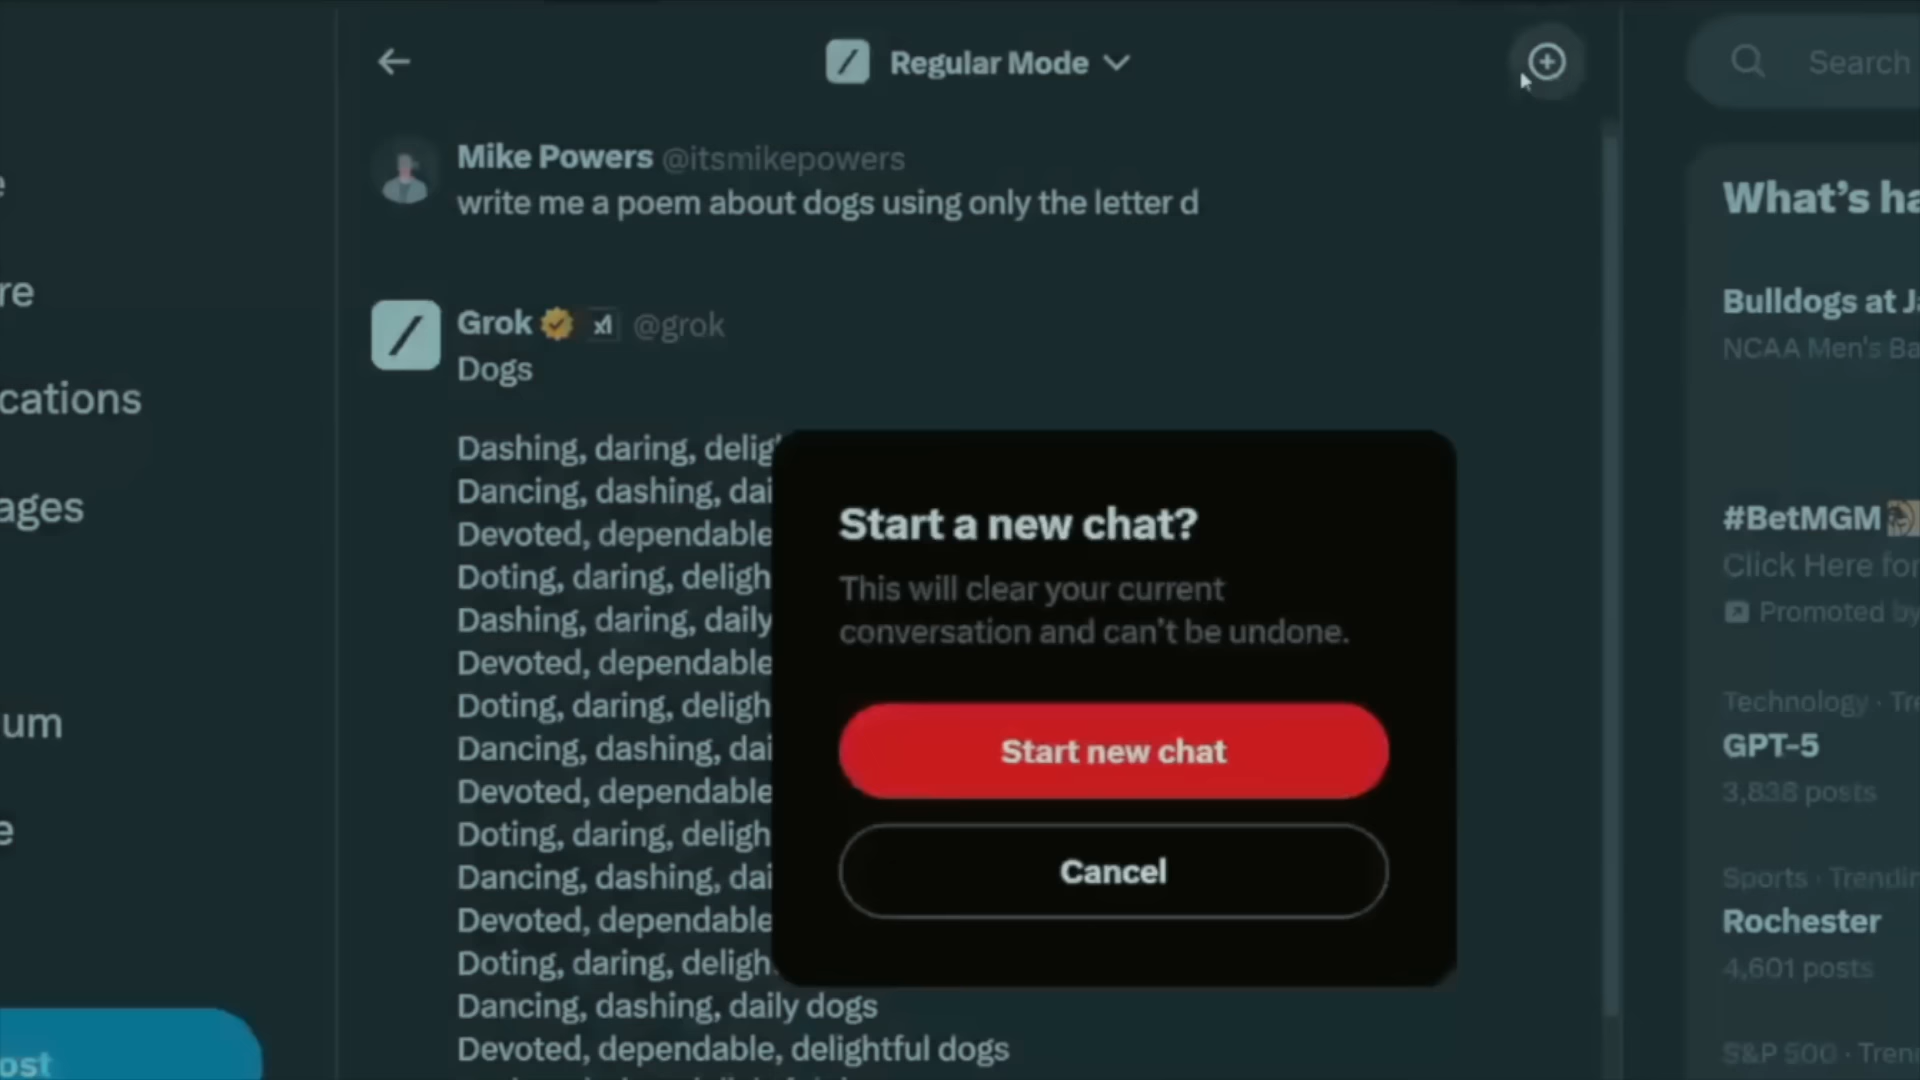 Regular Mode
Search
Mike Powers @itsmikepowers
write me a poem about dogs using only the letter d
Grok @grok
Dogs
Dashing, daring, deligh
Dancing, dashing, dai
Devoted, dependable
Doting, daring, deligh
Dashing, daring, daily
Devoted, dependable
Doting, daring, deligh
Dancing, dashing, dai
Devoted, dependable
Doting, daring, deligh
Dancing, dashing, dai
Devoted, dependable
Doting, daring, deligh
Dancing, dashing, daily dogs
Devoted, dependable, delightful dogs
Start a new chat?
This will clear your current
conversation and can't be undone.
Start new chat
Cancel
e
re
cations
ages
um
e
ost
What's ha
Bulldogs at Ja
NCAA Men's Ba
#BetMGM
Click Here for
Promoted by
Technology · Tre
GPT-5
3,838 posts
Sports · Trendin
Rochester
4,601 posts
S&P 500 · Tren